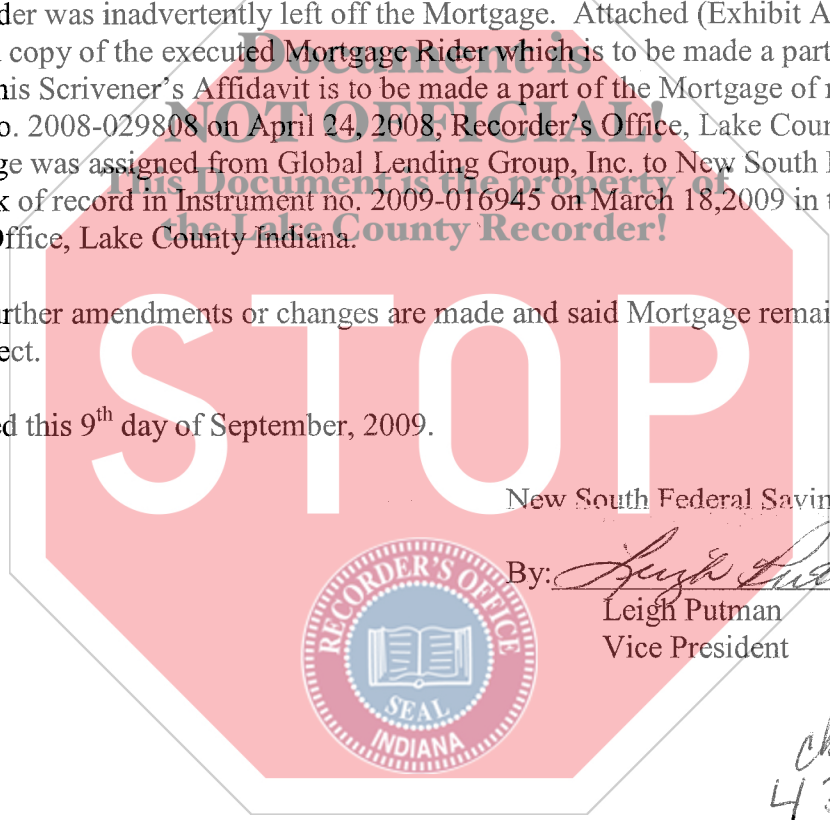 der was inadvertently left off the Mortgage. Attached (Exhibit A
Document is
copy of the executed Mortgage Rider which is to be made a part
his Scrivener's Affidavit is to be made a part of the Mortgage of
NOT OFFICIAL!
o. 2008-029808 on April 24, 2008, Recorder's Office, Lake Coun
ge was assigned from Global Lending Group, Inc. to New South
This Document is the property of
k of record in Instrument no. 2009-016945 on March 18,2009 in
the Lake County Recorder!
Office, Lake County Indiana.
urther amendments or changes are made and said Mortgage remai
ect.
STOP
ed this 9th day of September, 2009.
New South Federal Savin
By: Leigh
Leigh Putman
Vice President
RECORDER'S OFFICE
SEAL
INDIANA